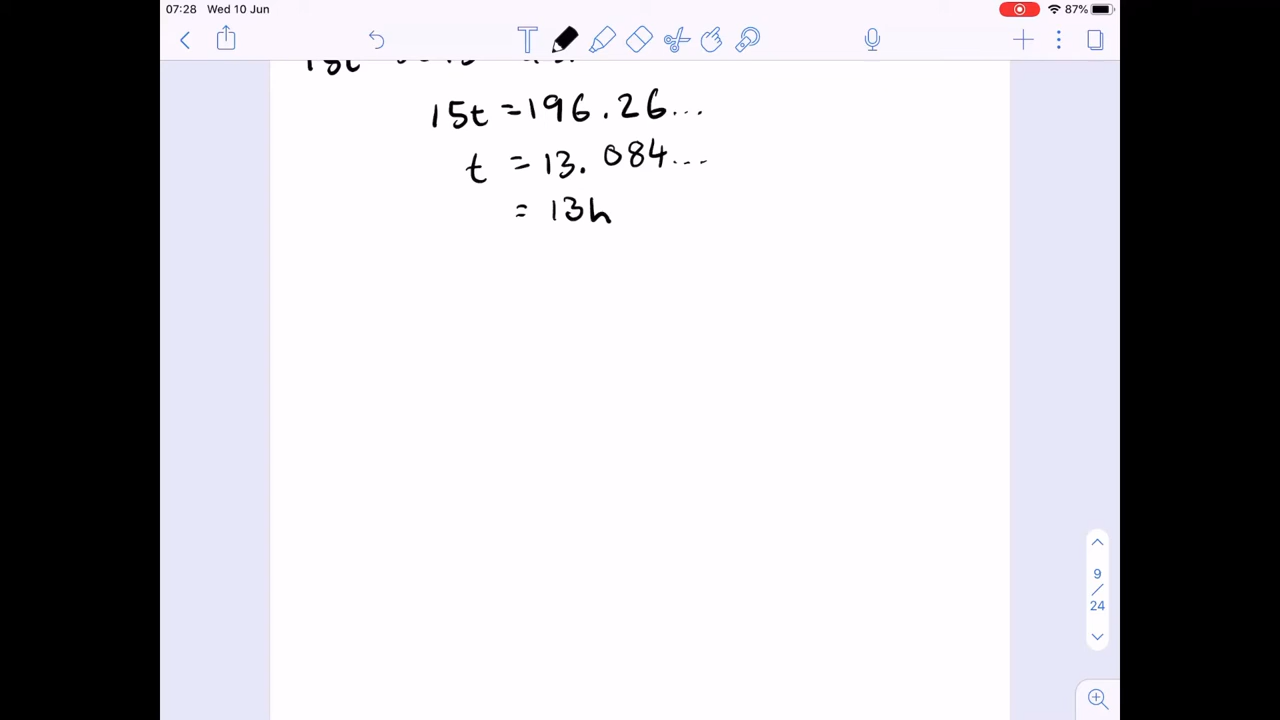 07:28 Wed 10 Jun 87%
T
15t = 196.26...
t = 13.084...
= 13h
9
/
24